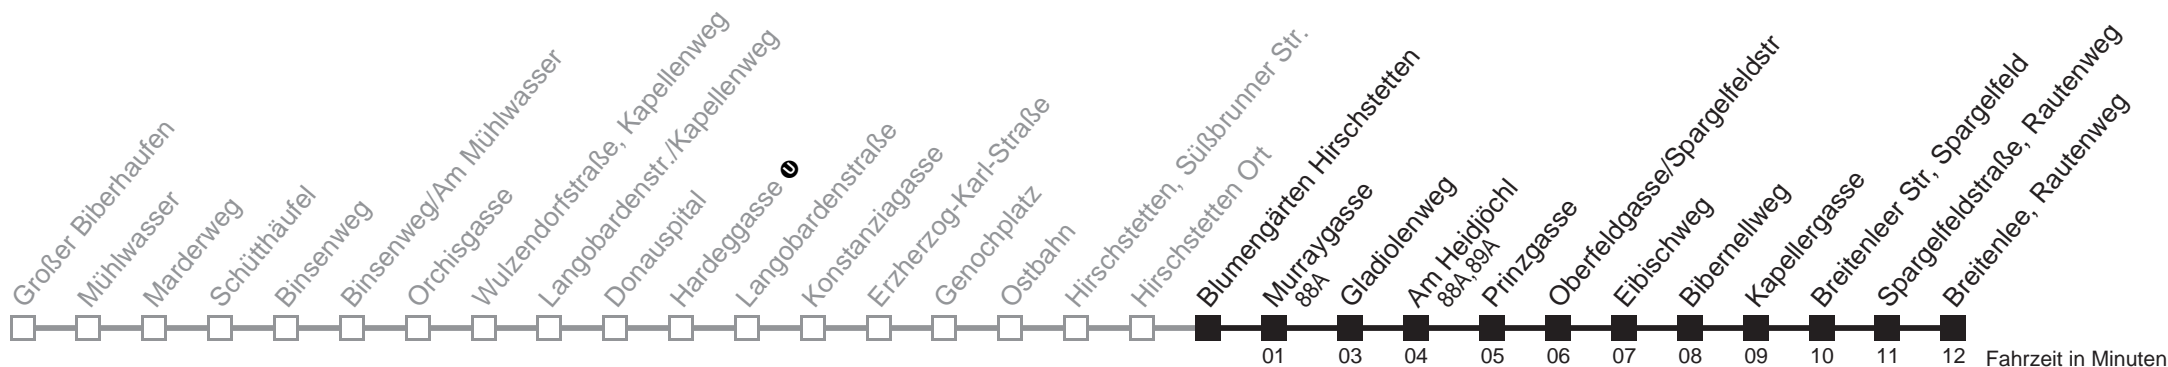 Großer Biberhaufen
Mühlwasser
Marderweg
Schütthäufel
Binsenweg
Binsenweg/Am Mühlwasser
Orchisgasse
Wulzendorfstraße, Kapellenweg
Langobardenstr./Kapellenweg
Donauspital
Hardeggasse U
Langobardenstraße
Konstanziagasse
Erzherzog-Karl-Straße
Genochplatz
Ostbahn
Hirschstetten, Süßbrunner Str.
Hirschstetten Ort
Blumengärten Hirschstetten
Murraygasse
88A
Gladiolenweg
Am Heidjöchl
88A,89A
Prinzgasse
Oberfeldgasse/Spargelfeldstr
Eibischweg
Bibernellweg
Kapellergasse
Breitenleer Str, Spargelfeld
Spargelfeldstraße, Rautenweg
Breitenlee, Rautenweg
01 03 04 05 06 07 08 09 10 11 12 Fahrzeit in Minuten